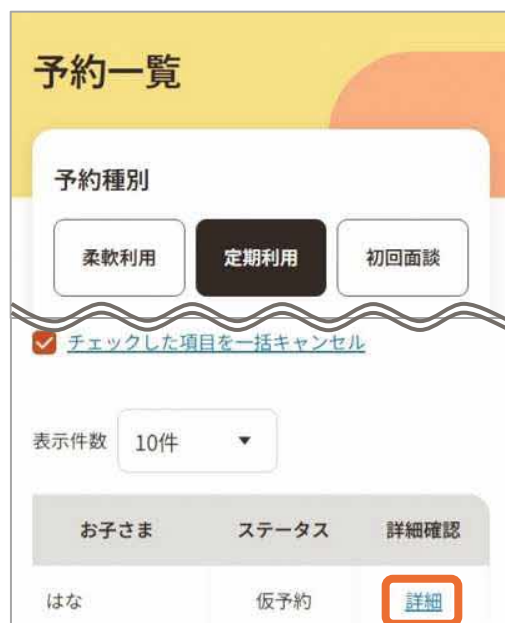 予約一覧
予約種別
柔軟利用 定期利用 初回面談
チェックした項目を一括キャンセル
表示件数 10件
お子さま ステータス 詳細確認
はな 仮予約 詳細